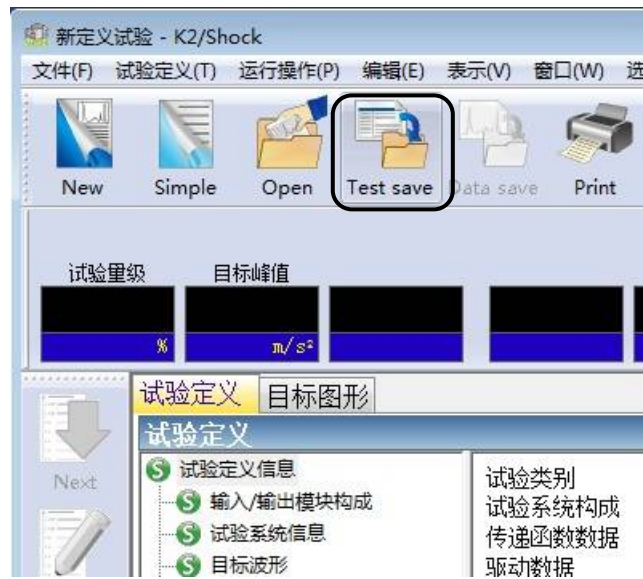 新定义试验 - K2/Shock
文件(F) 试验定义(T) 运行操作(P) 编辑(E) 表示(V) 窗口(W) 选
New Simple Open Test save Data save Print
试验量级 目标峰值
% m/s²
试验定义 目标图形
试验定义
Next
S 试验定义信息
S 输入/输出模块构成
S 试验系统信息
S 目标波形
试验类别
试验系统构成
传递函数数据
驱动数据